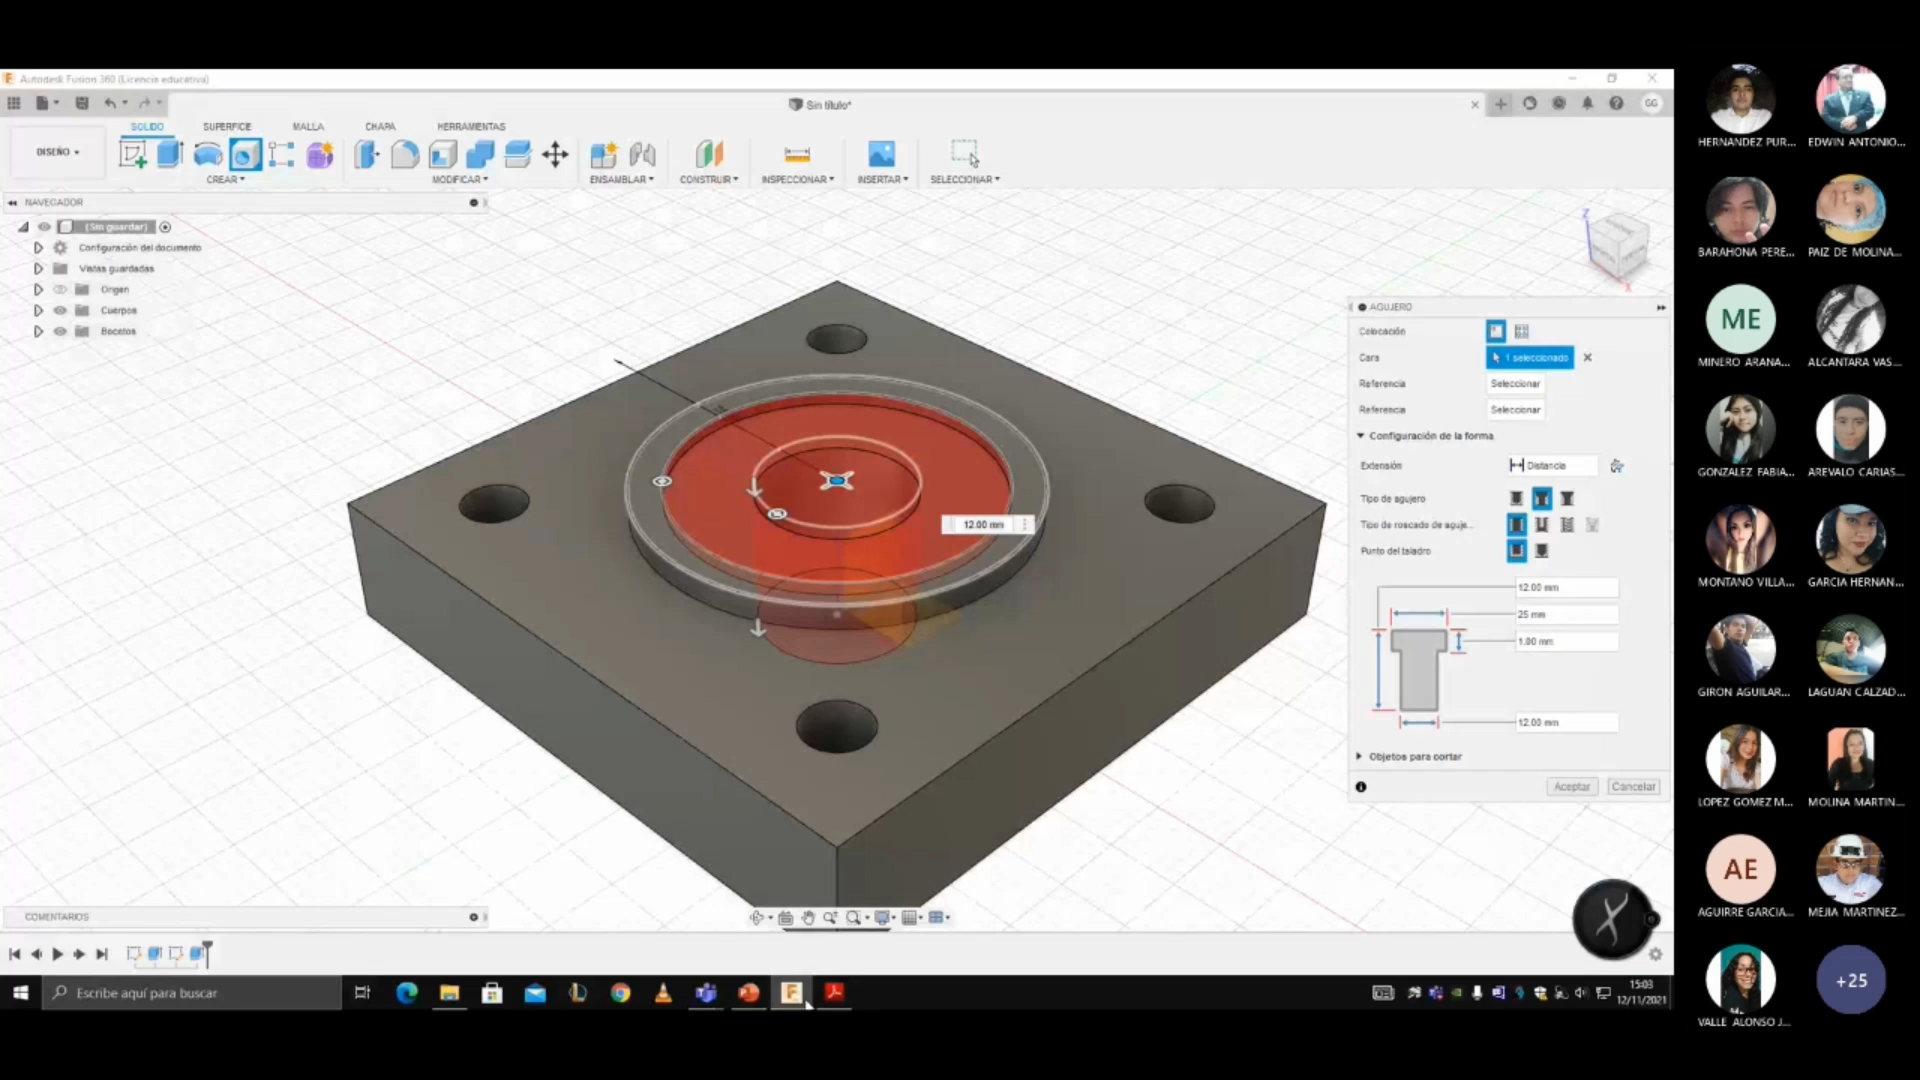 Autodesk Fusion 360 (Licencia educativa)
Sin título*
GG
DISEÑO
SÓLIDO
SUPERFICIE
MALLA
CHAPA
HERRAMIENTAS
CREAR
MODIFICAR
ENSAMBLAR
CONSTRUIR
INSPECCIONAR
INSERTAR
SELECCIONAR
NAVEGADOR
(Sin guardar)
Configuración del documento
Vistas guardadas
Origen
Cuerpos
Bocetos
Z
X
12.00 mm
AGUJERO
Colocación
Cara
1 seleccionado
Referencia
Seleccionar
Referencia
Seleccionar
Configuración de la forma
Extensión
Distancia
Tipo de agujero
Tipo de roscado de aguje...
Punto del taladro
12.00 mm
25 mm
1.00 mm
12.00 mm
Objetos para cortar
Aceptar
Cancelar
COMENTARIOS
Escribe aquí para buscar
15:03
12/11/2021
HERNANDEZ PUR...
EDWIN ANTONIO...
BARAHONA PERE...
PAIZ DE MOLINA...
ME
MINERO ARANA...
ALCANTARA VAS...
GONZALEZ FABIA...
AREVALO CARIAS...
MONTANO VILLA...
GARCIA HERNAN...
GIRON AGUILAR...
LAGUAN CALZAD...
LOPEZ GOMEZ M...
MOLINA MARTIN...
AE
AGUIRRE GARCIA...
MEJIA MARTINEZ...
VALLE ALONSO J...
+25